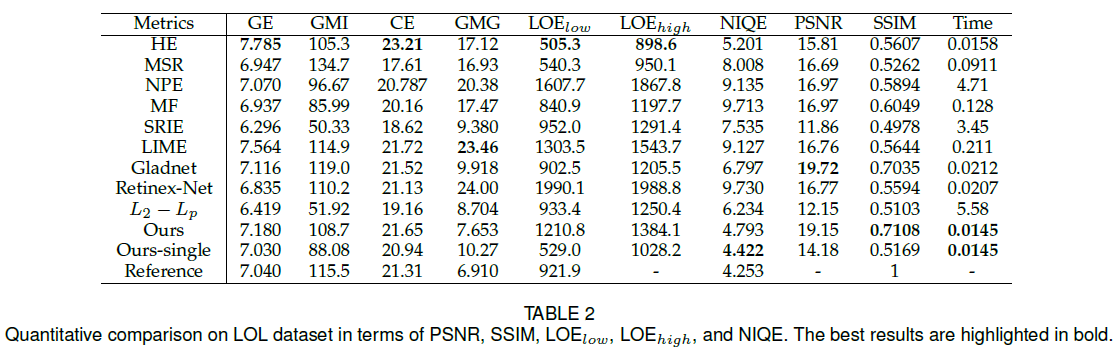 Metrics GE GMI CE GMG LOElow LOEhigh NIQE PSNR SSIM Time
HE 7.785 105.3 23.21 17.12 505.3 898.6 5.201 15.81 0.5607 0.0158
MSR 6.947 134.7 17.61 16.93 540.3 950.1 8.008 16.69 0.5262 0.0911
NPE 7.070 96.67 20.787 20.38 1607.7 1867.8 9.135 16.97 0.5894 4.71
MF 6.937 85.99 20.16 17.47 840.9 1197.7 9.713 16.97 0.6049 0.128
SRIE 6.296 50.33 18.62 9.380 952.0 1291.4 7.535 11.86 0.4978 3.45
LIME 7.564 114.9 21.72 23.46 1303.5 1543.7 9.127 16.76 0.5644 0.211
Gladnet 7.116 119.0 21.52 9.918 902.5 1205.5 6.797 19.72 0.7035 0.0212
Retinex-Net 6.835 110.2 21.13 24.00 1990.1 1988.8 9.730 16.77 0.5594 0.0207
L2 − Lp 6.419 51.92 19.16 8.704 933.4 1250.4 6.234 12.15 0.5103 5.58
Ours 7.180 108.7 21.65 7.653 1210.8 1384.1 4.793 19.15 0.7108 0.0145
Ours-single 7.030 88.08 20.94 10.27 529.0 1028.2 4.422 14.18 0.5169 0.0145
Reference 7.040 115.5 21.31 6.910 921.9 - 4.253 - 1 -
TABLE 2
Quantitative comparison on LOL dataset in terms of PSNR, SSIM, LOElow, LOEhigh, and NIQE. The best results are highlighted in bold.